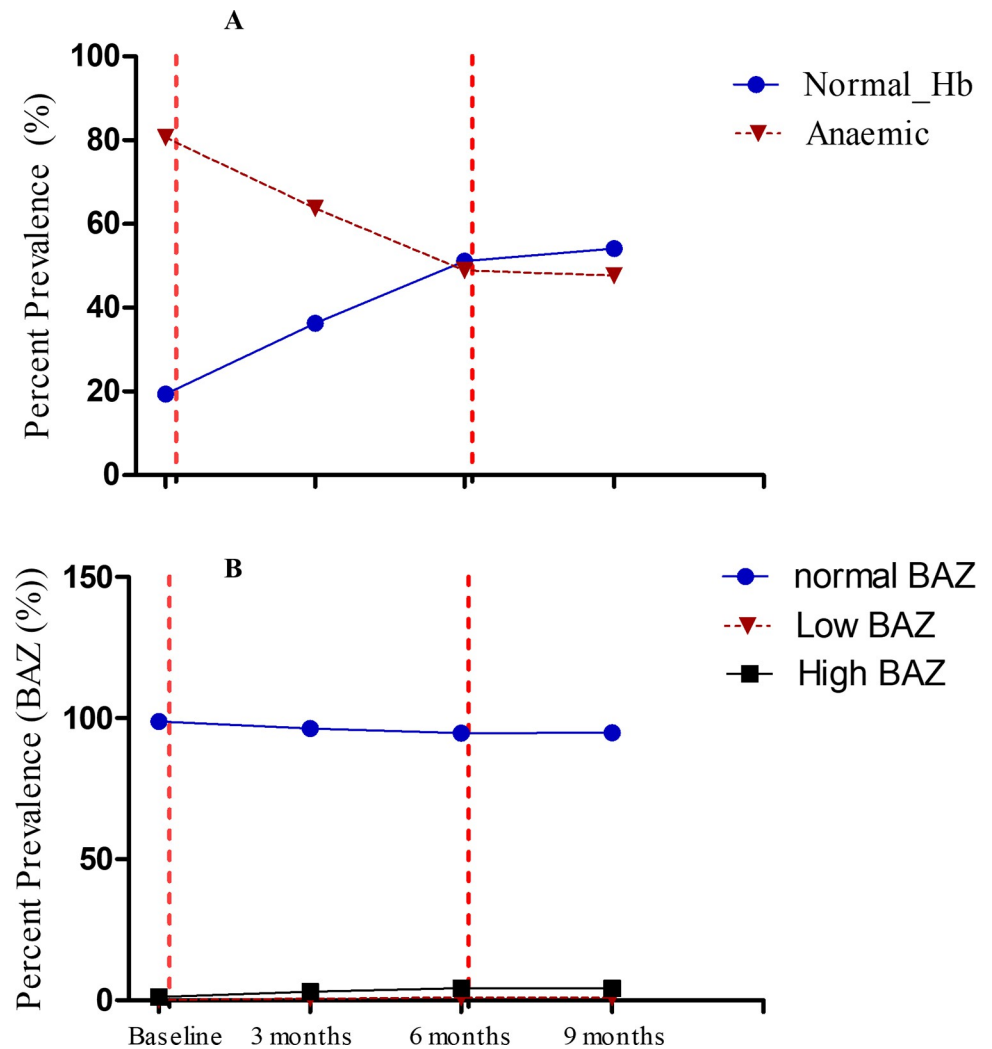 A
Percent Prevalence (%)
100
80
60
40
20
0
Normal_Hb
Anaemic
B
Percent Prevalence (BAZ (%))
150
100
50
0
normal BAZ
Low BAZ
High BAZ
Baseline 3 months 6 months 9 months